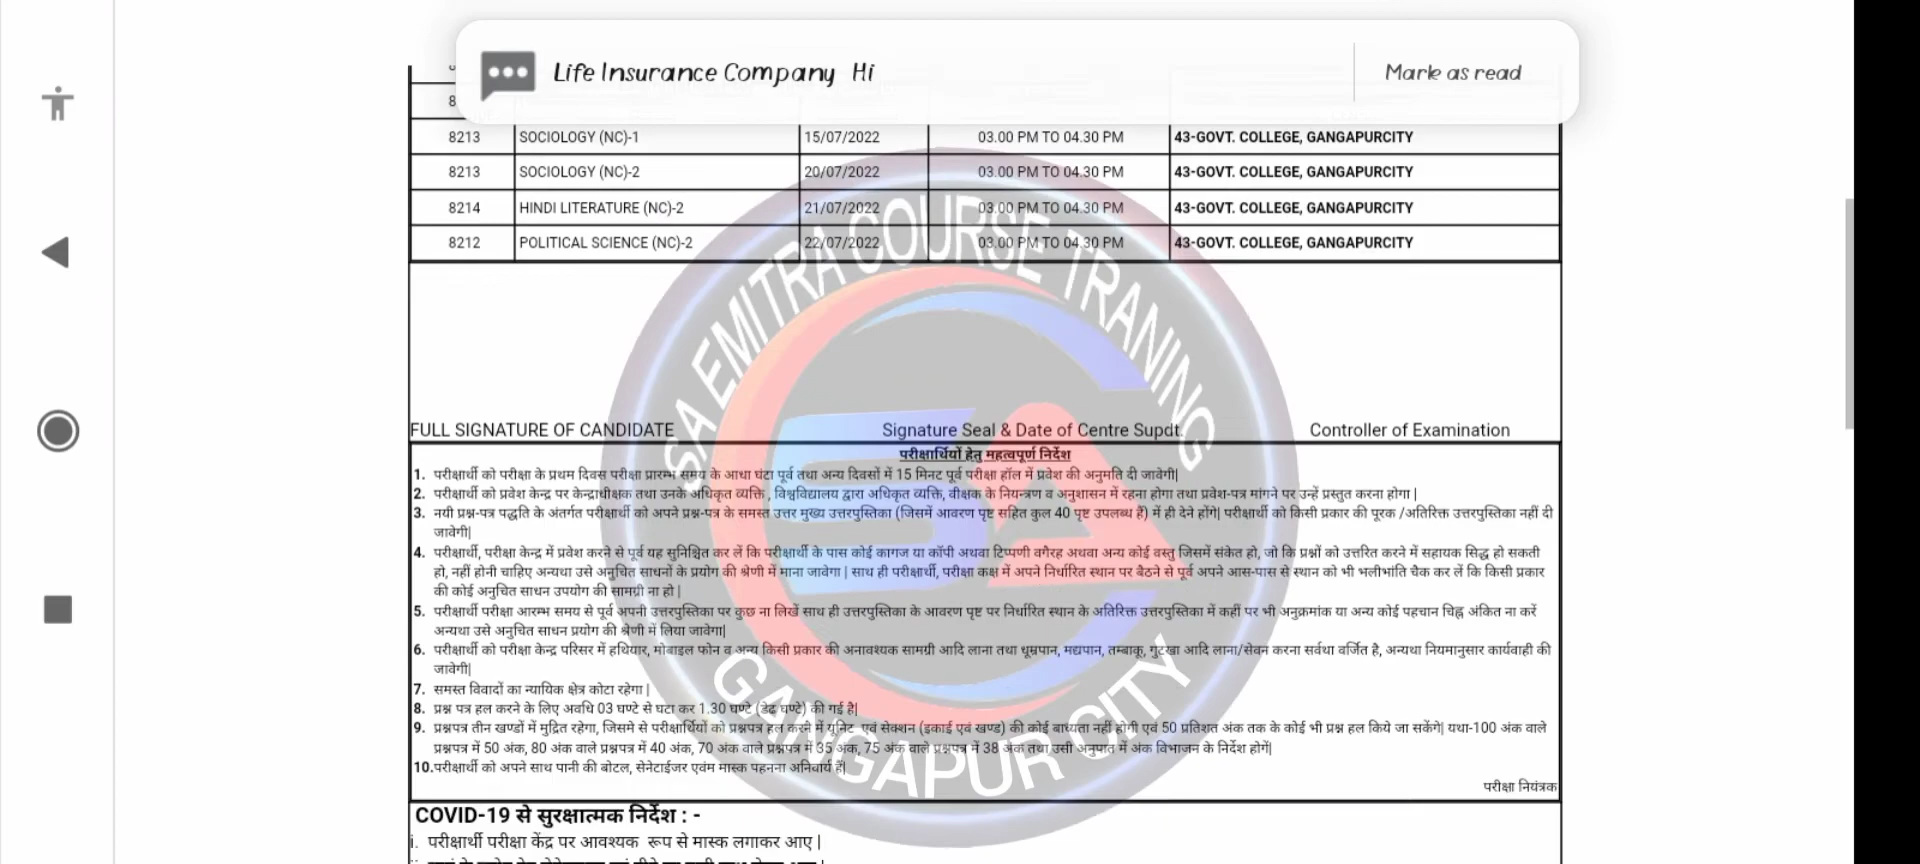 Life Insurance Company Hi
Mark as read
8
8213 SOCIOLOGY (NC)-1 15/07/2022 03.00 PM TO 04.30 PM 43-GOVT. COLLEGE, GANGAPURCITY
8213 SOCIOLOGY (NC)-2 20/07/2022 03.00 PM TO 04.30 PM 43-GOVT. COLLEGE, GANGAPURCITY
8214 HINDI LITERATURE (NC)-2 21/07/2022 03.00 PM TO 04.30 PM 43-GOVT. COLLEGE, GANGAPURCITY
8212 POLITICAL SCIENCE (NC)-2 22/07/2022 03.00 PM TO 04.30 PM 43-GOVT. COLLEGE, GANGAPURCITY
SA EMITRA COURSE TRANING
GANGAPUR CITY
FULL SIGNATURE OF CANDIDATE Signature Seal & Date of Centre Supdt. Controller of Examination
परीक्षार्थियों हेतु महत्वपूर्ण निर्देश
1. परीक्षार्थी को परीक्षा के प्रथम दिवस परीक्षा प्रारम्भ समय के आधा घंटा पूर्व तथा अन्य दिवसों में 15 मिनट पूर्व परीक्षा हॉल में प्रवेश की अनुमति दी जावेगी|
2. परीक्षार्थी को प्रवेश केन्द्र पर केन्द्राधीक्षक तथा उनके अधिकृत व्यक्ति , विश्वविद्यालय द्वारा अधिकृत व्यक्ति, वीक्षक के नियन्त्रण व अनुशासन में रहना होगा तथा प्रवेश-पत्र मांगने पर उन्हें प्रस्तुत करना होगा |
3. नयी प्रश्न-पत्र पद्धति के अंतर्गत परीक्षार्थी को अपने प्रश्न-पत्र के समस्त उत्तर मुख्य उत्तरपुस्तिका (जिसमें आवरण पृष्ट सहित कुल 40 पृष्ट उपलब्ध हैं) में ही देने होंगे| परीक्षार्थी को किसी प्रकार की पूरक /अतिरिक्त उत्तरपुस्तिका नहीं दी
जावेगी|
4. परीक्षार्थी, परीक्षा केन्द्र में प्रवेश करने से पूर्व यह सुनिश्चित कर लें कि परीक्षार्थी के पास कोई कागज या कॉपी अथवा टिप्पणी वगैरह अथवा अन्य कोई वस्तु जिसमें संकेत हो, जो कि प्रश्नों को उत्तरित करने में सहायक सिद्ध हो सकती
हो, नहीं होनी चाहिए अन्यथा उसे अनुचित साधनों के प्रयोग की श्रेणी में माना जावेगा | साथ ही परीक्षार्थी, परीक्षा कक्ष में अपने निर्धारित स्थान पर बैठने से पूर्व अपने आस-पास से स्थान को भी भलीभांति चैक कर लें कि किसी प्रकार
की कोई अनुचित साधन उपयोग की सामग्री ना हो |
5. परीक्षार्थी परीक्षा आरम्भ समय से पूर्व अपनी उत्तरपुस्तिका पर कुछ ना लिखें साथ ही उत्तरपुस्तिका के आवरण पृष्ट पर निर्धारित स्थान के अतिरिक्त उत्तरपुस्तिका में कहीं पर भी अनुक्रमांक या अन्य कोई पहचान चिह्न अंकित ना करें
अन्यथा उसे अनुचित साधन प्रयोग की श्रेणी में लिया जावेगा|
6. परीक्षार्थी को परीक्षा केन्द्र परिसर में हथियार, मोबाइल फोन व अन्य किसी प्रकार की अनावश्यक सामग्री आदि लाना तथा धूम्रपान, मद्यपान, तम्बाकू, गुटखा आदि लाना/सेवन करना सर्वथा वर्जित है, अन्यथा नियमानुसार कार्यवाही की
जावेगी|
7. समस्त विवादों का न्यायिक क्षेत्र कोटा रहेगा |
8. प्रश्न पत्र हल करने के लिए अवधि 03 घण्टे से घटा कर 1.30 घण्टे (डेढ़ घण्टे) की गई है|
9. प्रश्नपत्र तीन खण्डों में मुद्रित रहेगा, जिसमे से परीक्षार्थियों को प्रश्नपत्र हल करने में यूनिट एवं सेक्शन (इकाई एवं खण्ड) की कोई बाध्यता नहीं होगी एवं 50 प्रतिशत अंक तक के कोई भी प्रश्न हल किये जा सकेंगे| यथा-100 अंक वाले
प्रश्नपत्र में 50 अंक, 80 अंक वाले प्रश्नपत्र में 40 अंक, 70 अंक वाले प्रश्नपत्र में 35 अंक, 75 अंक वाले प्रश्नपत्र में 38 अंक तथा उसी अनुपात में अंक विभाजन के निर्देश होगें|
10.परीक्षार्थी को अपने साथ पानी की बोटल, सेनेटाईजर एवंम मास्क पहनना अनिवार्य हैं|
परीक्षा नियंत्रक
COVID-19 से सुरक्षात्मक निर्देश : -
i. परीक्षार्थी परीक्षा केंद्र पर आवश्यक रूप से मास्क लगाकर आए |